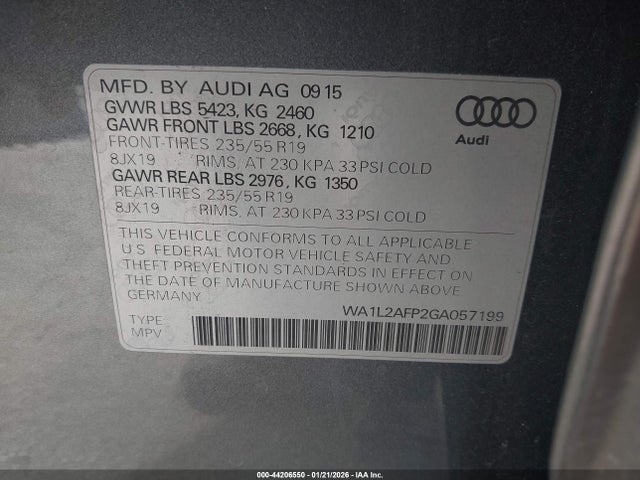 MFD. BY AUDI AG 09 15
GVWR LBS 5423, KG 2460
GAWR FRONT LBS 2668, KG 1210
FRONT-TIRES 235/55 R19
8JX19 RIMS, AT 230 KPA 33 PSI COLD
GAWR REAR LBS 2976, KG 1350
REAR-TIRES 235/55 R19
8JX19 RIMS, AT 230 KPA 33 PSI COLD
Audi
THIS VEHICLE CONFORMS TO ALL APPLICABLE
U.S. FEDERAL MOTOR VEHICLE SAFETY AND
THEFT PREVENTION STANDARDS IN EFFECT ON
THE DATE OF MANUFACTURE SHOWN ABOVE
GERMANY
WA1L2AFP2GA057199
TYPE:
MPV
000-44206550 - 01/21/2026 - IAA Inc.